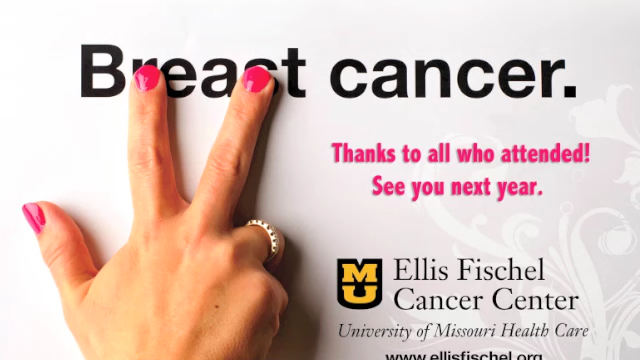 Breast cancer.
Thanks to all who attended!
See you next year.
MU
Ellis Fischel
Cancer Center
University of Missouri Health Care
www.ellisfischel.org